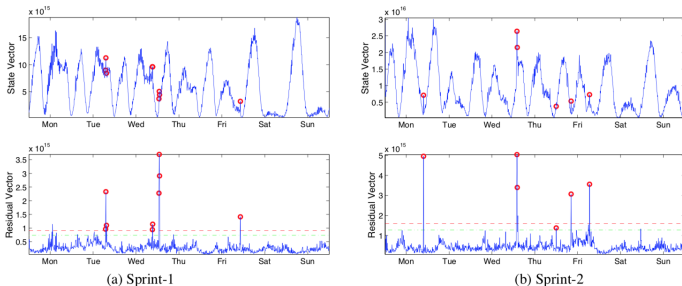 x 10^15
15
10
5
State Vector
Mon Tue Wed Thu Fri Sat Sun
x 10^15
3.5
3
2.5
2
1.5
1
0.5
Residual Vector
Mon Tue Wed Thu Fri Sat Sun
(a) Sprint-1
x 10^16
3
2.5
2
1.5
1
0.5
State Vector
Mon Tue Wed Thu Fri Sat Sun
x 10^15
5
4
3
2
1
Residual Vector
Mon Tue Wed Thu Fri Sat Sun
(b) Sprint-2